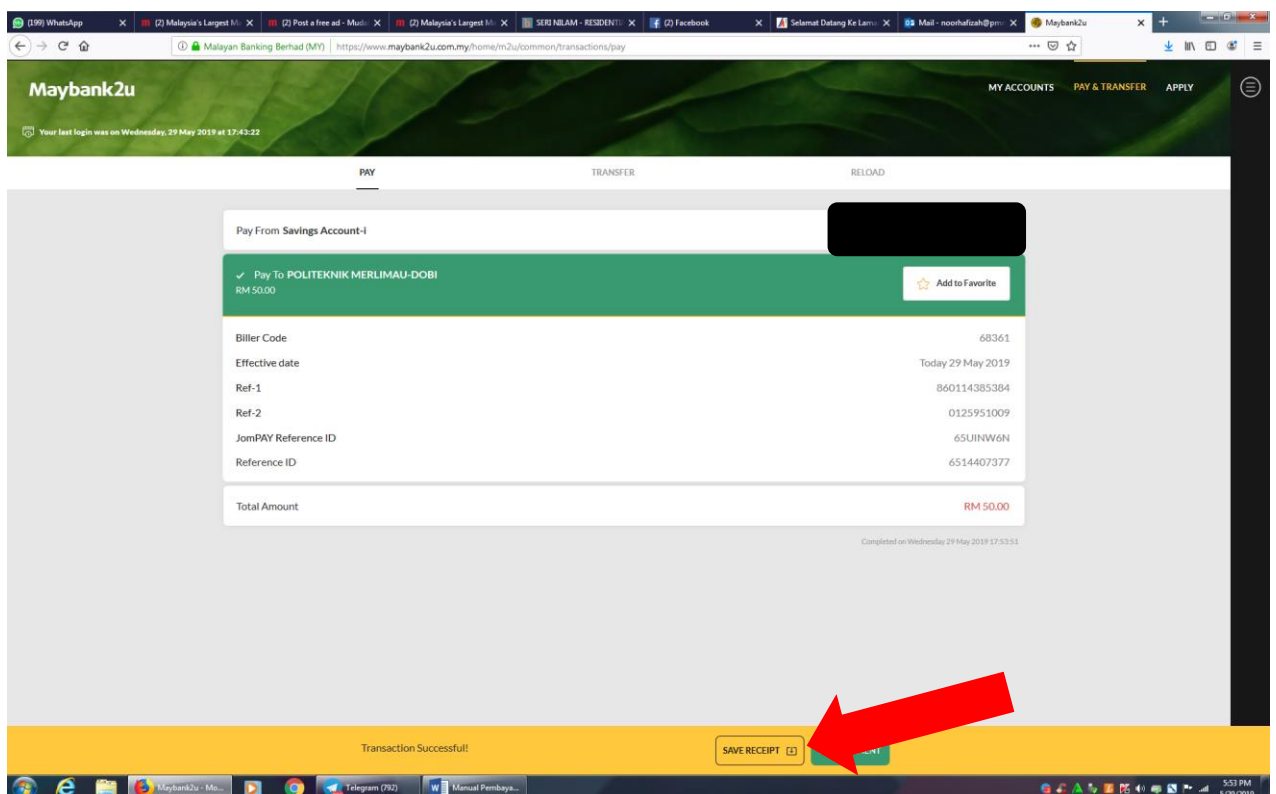 (199) WhatsApp
(2) Malaysia's Largest Ma
(2) Post a free ad - Muda
(2) Malaysia's Largest Ma
SERI NILAM - RESIDENTI
(2) Facebook
Selamat Datang Ke Lama
Mail - noorhafizah@pm
Maybank2u
Malayan Banking Berhad (MY) https://www.maybank2u.com.my/home/m2u/common/transactions/pay
Maybank2u
MY ACCOUNTS PAY & TRANSFER APPLY
Your last login was on Wednesday, 29 May 2019 at 17:43:22
PAY TRANSFER RELOAD
Pay From Savings Account-i
Pay To POLITEKNIK MERLIMAU-DOBI
RM 50.00
Add to Favorite
Biller Code 68361
Effective date Today 29 May 2019
Ref-1 860114385384
Ref-2 0125951009
JomPAY Reference ID 65UINW6N
Reference ID 6514407377
Total Amount RM 50.00
Completed on Wednesday 29 May 2019 17:53:51
Transaction Successful!
SAVE RECEIPT
Maybank2u - Mo...
Telegram (792)
Manual Pembaya...
5:53 PM